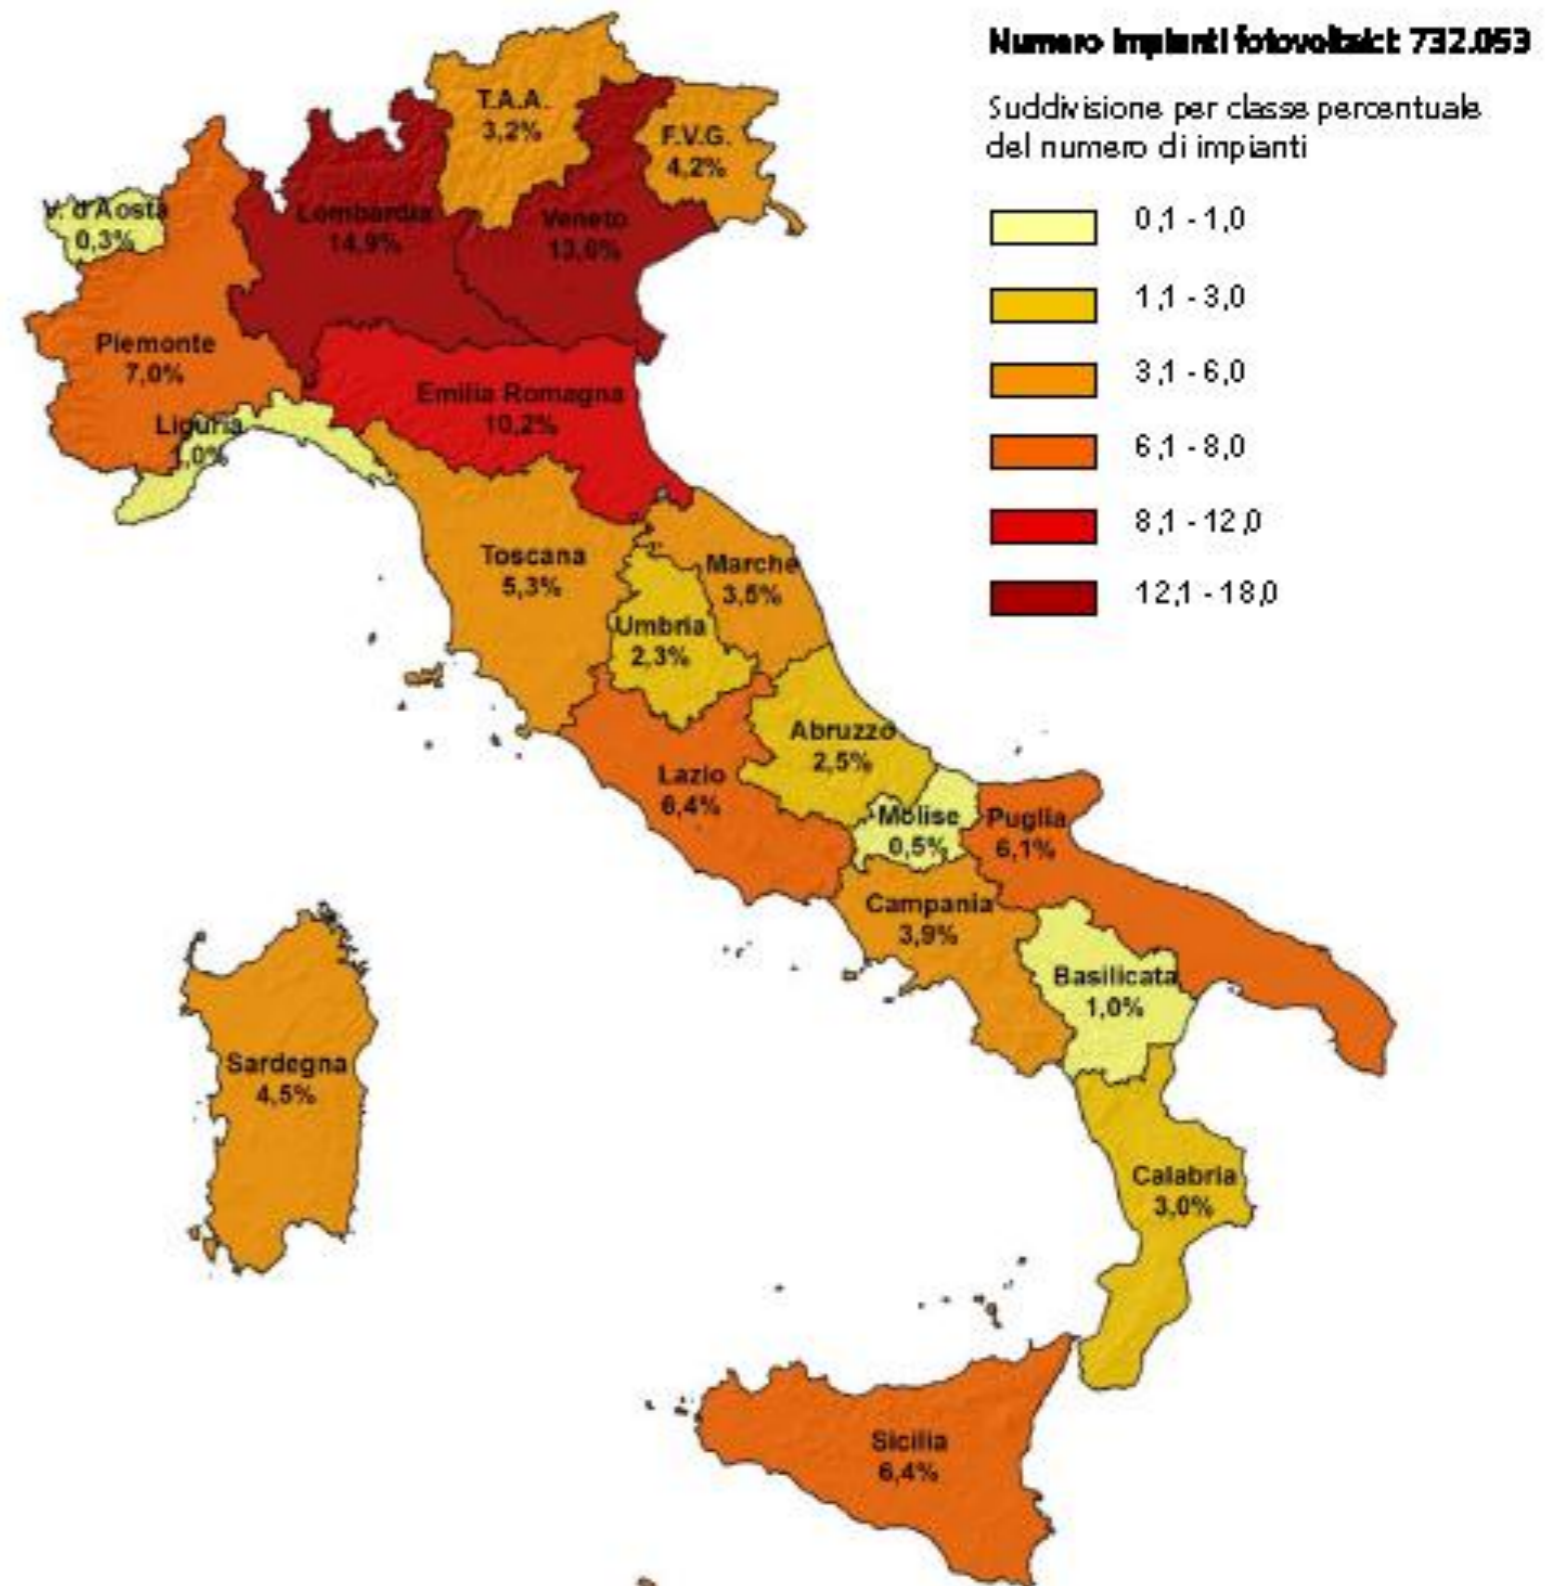 Numero impianti fotovoltaici: 732.053
Suddivisione per classe percentuale
del numero di impianti
0,1 - 1,0
1,1 - 3,0
3,1 - 6,0
6,1 - 8,0
8,1 - 12,0
12,1 - 18,0
T.A.A.
3,2%
F.V.G.
4,2%
V. d'Aosta
0,3%
Lombardia
14,9%
Veneto
Piemonte
7,0%
Emilia Romagna
10,2%
Liguria
1,0%
Toscana
5,3%
Marche
3,5%
Umbria
2,3%
Abruzzo
2,5%
Lazio
6,4%
Molise
0,5%
Puglia
6,1%
Campania
3,9%
Basilicata
1,0%
Sardegna
4,5%
Calabria
3,0%
Sicilia
6,4%